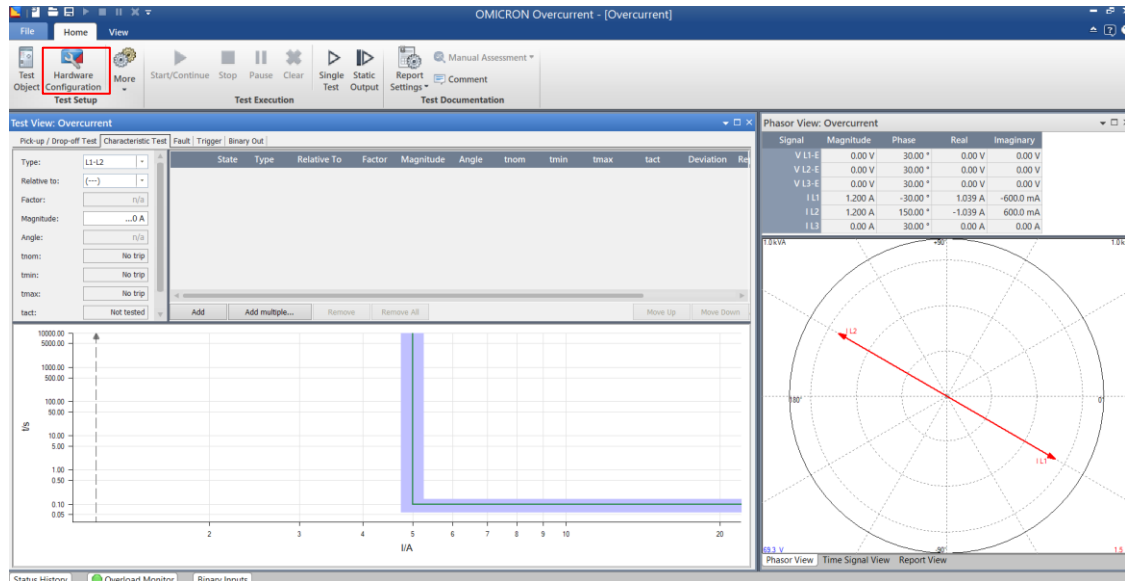 OMICRON Overcurrent - [Overcurrent]
File Home View
Test Object
Hardware Configuration
More
Test Setup
Start/Continue Stop Pause Clear
Single Test
Static Output
Test Execution
Report Settings
Manual Assessment
Comment
Test Documentation
Test View: Overcurrent
Pick-up / Drop-off Test Characteristic Test Fault Trigger Binary Out
Type: L1-L2
Relative to: (---)
Factor: n/a
Magnitude: ...0 A
Angle: n/a
tnom: No trip
tmin: No trip
tmax: No trip
tact: Not tested
State Type Relative To Factor Magnitude Angle tnom tmin tmax tact Deviation Re
Add Add multiple... Remove Remove All Move Up Move Down
10000.00
5000.00
1000.00
500.00
100.00
50.00
10.00
5.00
1.00
0.50
0.10
0.05
t/s
2 3 4 5 6 7 8 9 10 20
I/A
Phasor View: Overcurrent
Signal Magnitude Phase Real Imaginary
V L1-E 0.00 V 30.00 ° 0.00 V 0.00 V
V L2-E 0.00 V 30.00 ° 0.00 V 0.00 V
V L3-E 0.00 V 30.00 ° 0.00 V 0.00 V
I L1 1.200 A -30.00 ° 1.039 A -600.0 mA
I L2 1.200 A 150.00 ° -1.039 A 600.0 mA
I L3 0.00 A 30.00 ° 0.00 A 0.00 A
1.0 kVA +90° 1.0 k
I L2
180° 0°
I L1
69.3 V -90° 1.5
Phasor View Time Signal View Report View
Status History Overload Monitor Binary Inputs